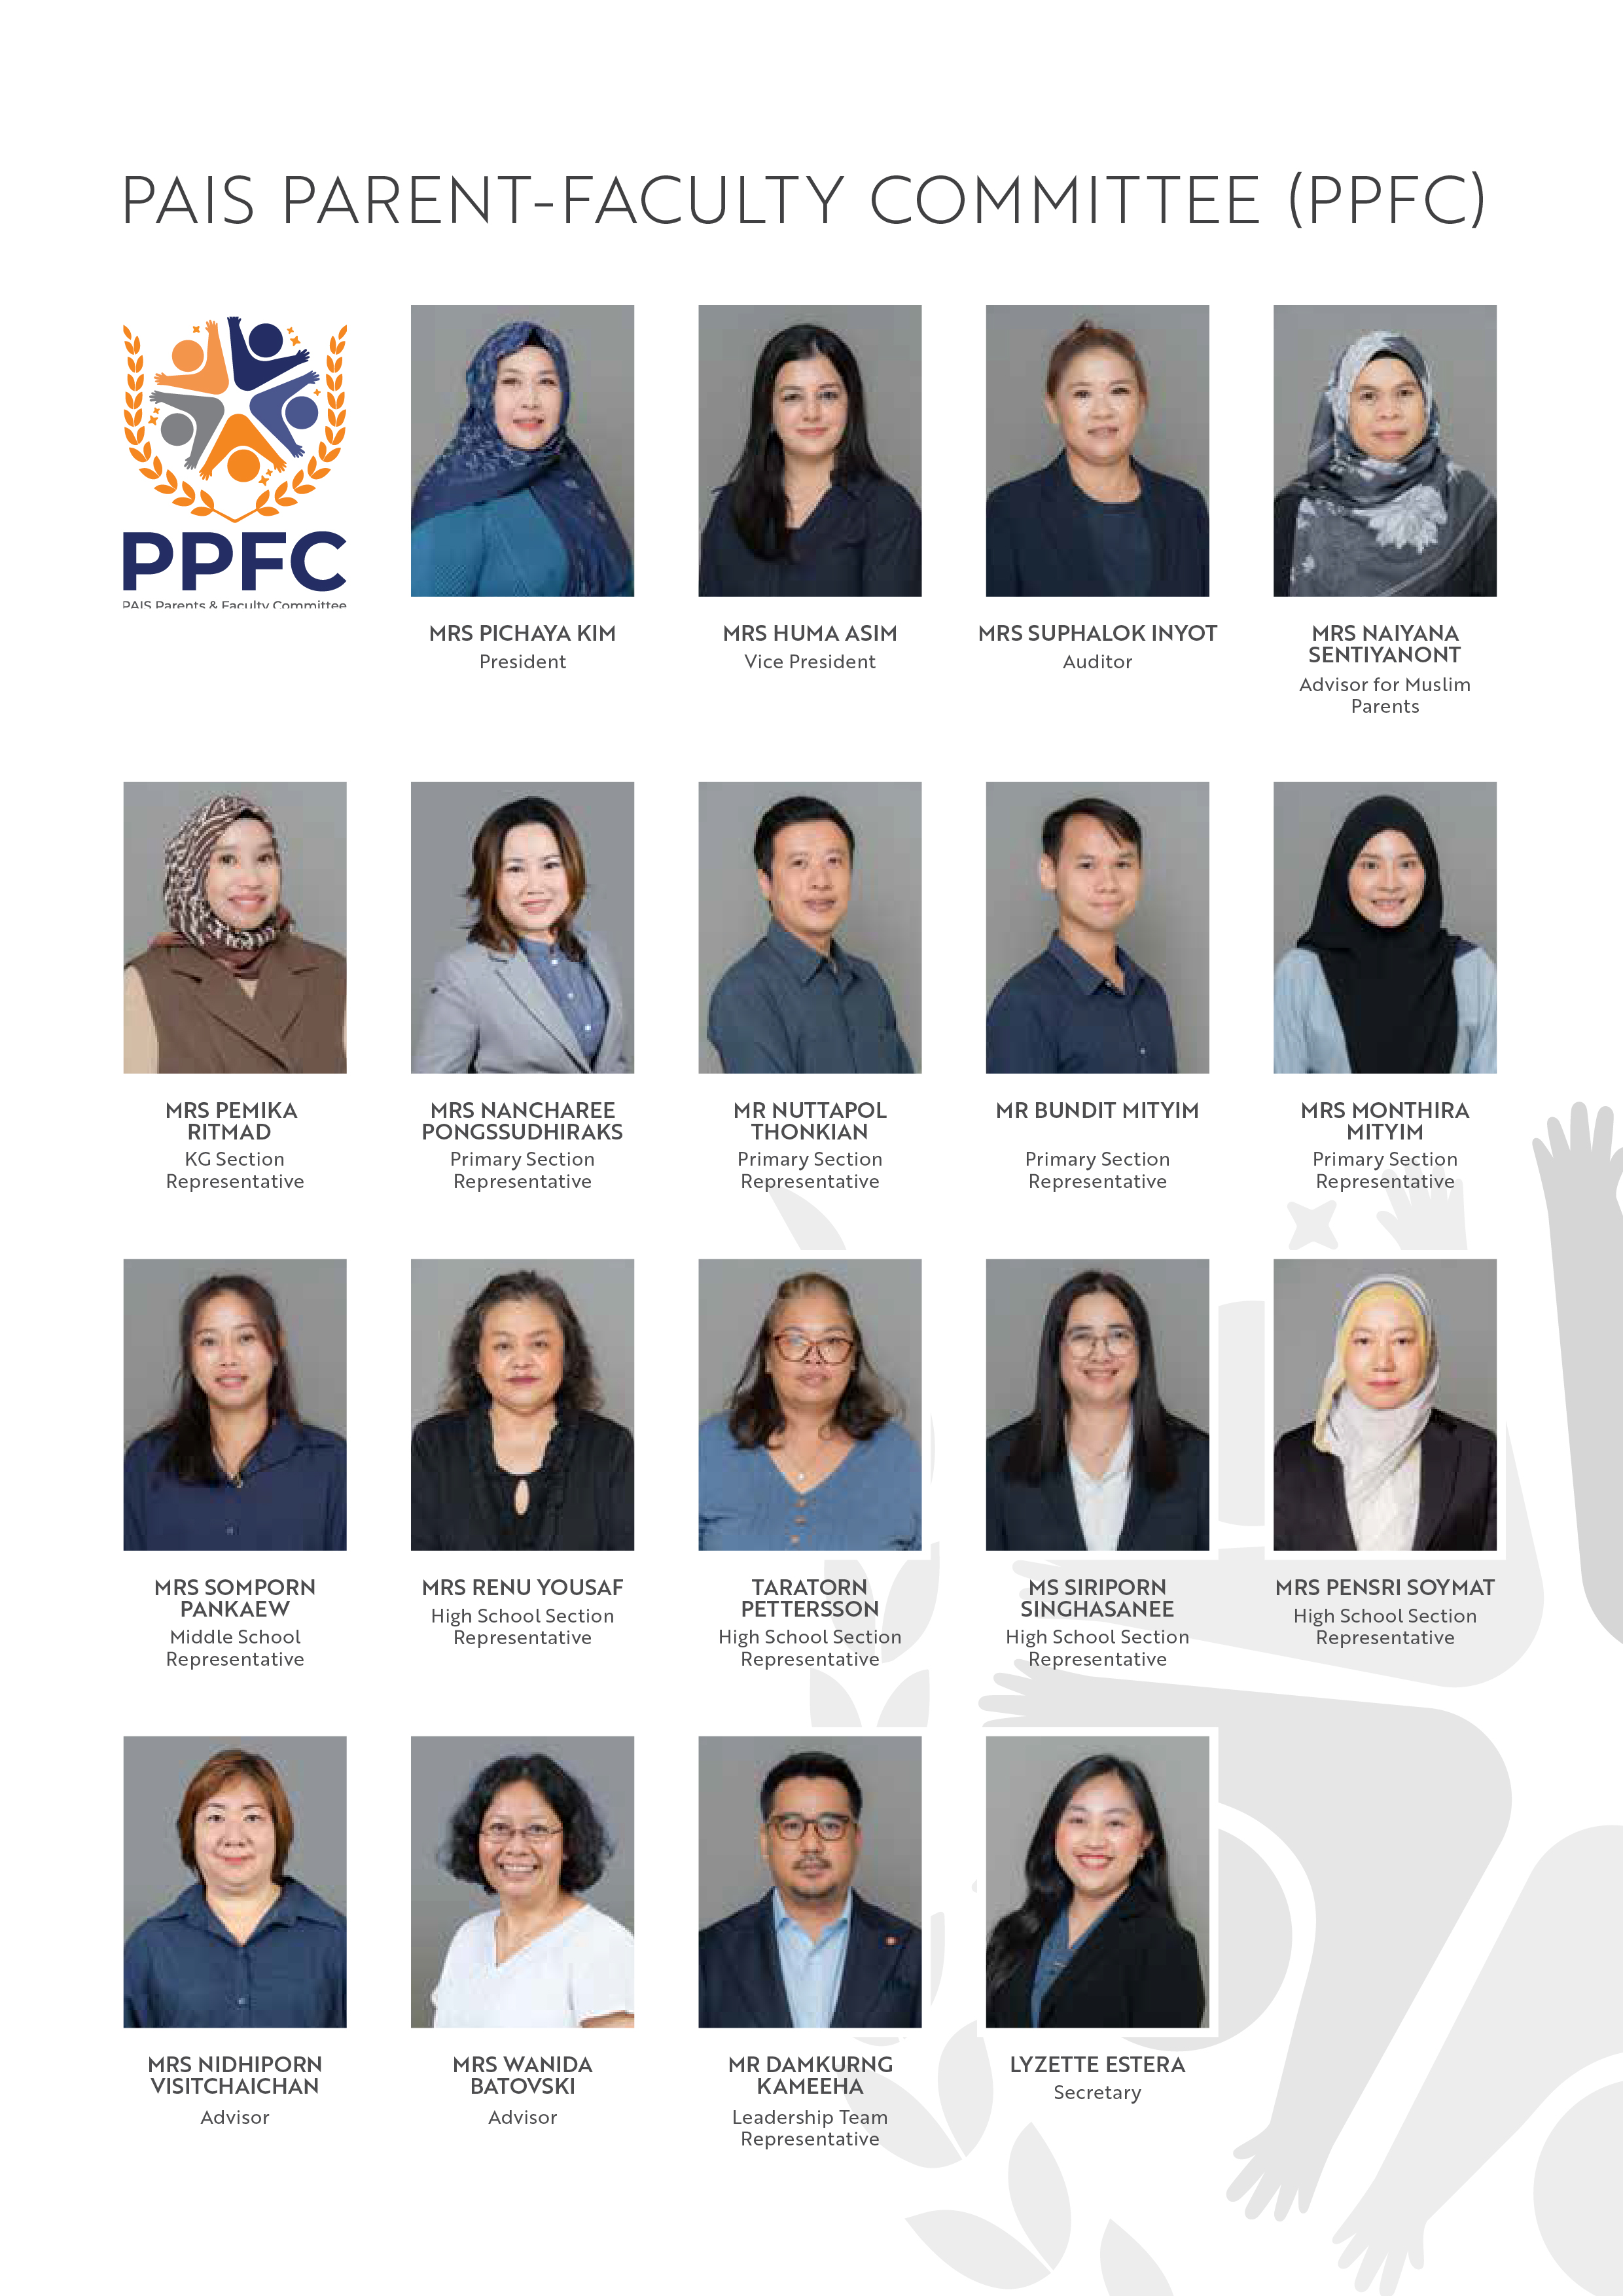 PAIS PARENT-FACULTY COMMITTEE (PPFC)
PPFC
PAIS Parents & Faculty Committee
MRS PICHAYA KIM
President
MRS HUMA ASIM
Vice President
MRS SUPHALOK INYOT
Auditor
MRS NAIYANA
SENTIYANONT
Advisor for Muslim
Parents
MRS PEMIKA
RITMAD
KG Section
Representative
MRS NANCHAREE
PONGSSUDHIRAKS
Primary Section
Representative
MR NUTTAPOL
THONKIAN
Primary Section
Representative
MR BUNDIT MITYIM
Primary Section
Representative
MRS MONTHIRA
MITYIM
Primary Section
Representative
MRS SOMPORN
PANKAEW
Middle School
Representative
MRS RENU YOUSAF
High School Section
Representative
TARATORN
PETTERSSON
High School Section
Representative
MS SIRIPORN
SINGHASANEE
High School Section
Representative
MRS PENSRI SOYMAT
High School Section
Representative
MRS NIDHIPORN
VISITCHAICHAN
Advisor
MRS WANIDA
BATOVSKI
Advisor
MR DAMKURNG
KAMEEHA
Leadership Team
Representative
LYZETTE ESTERA
Secretary